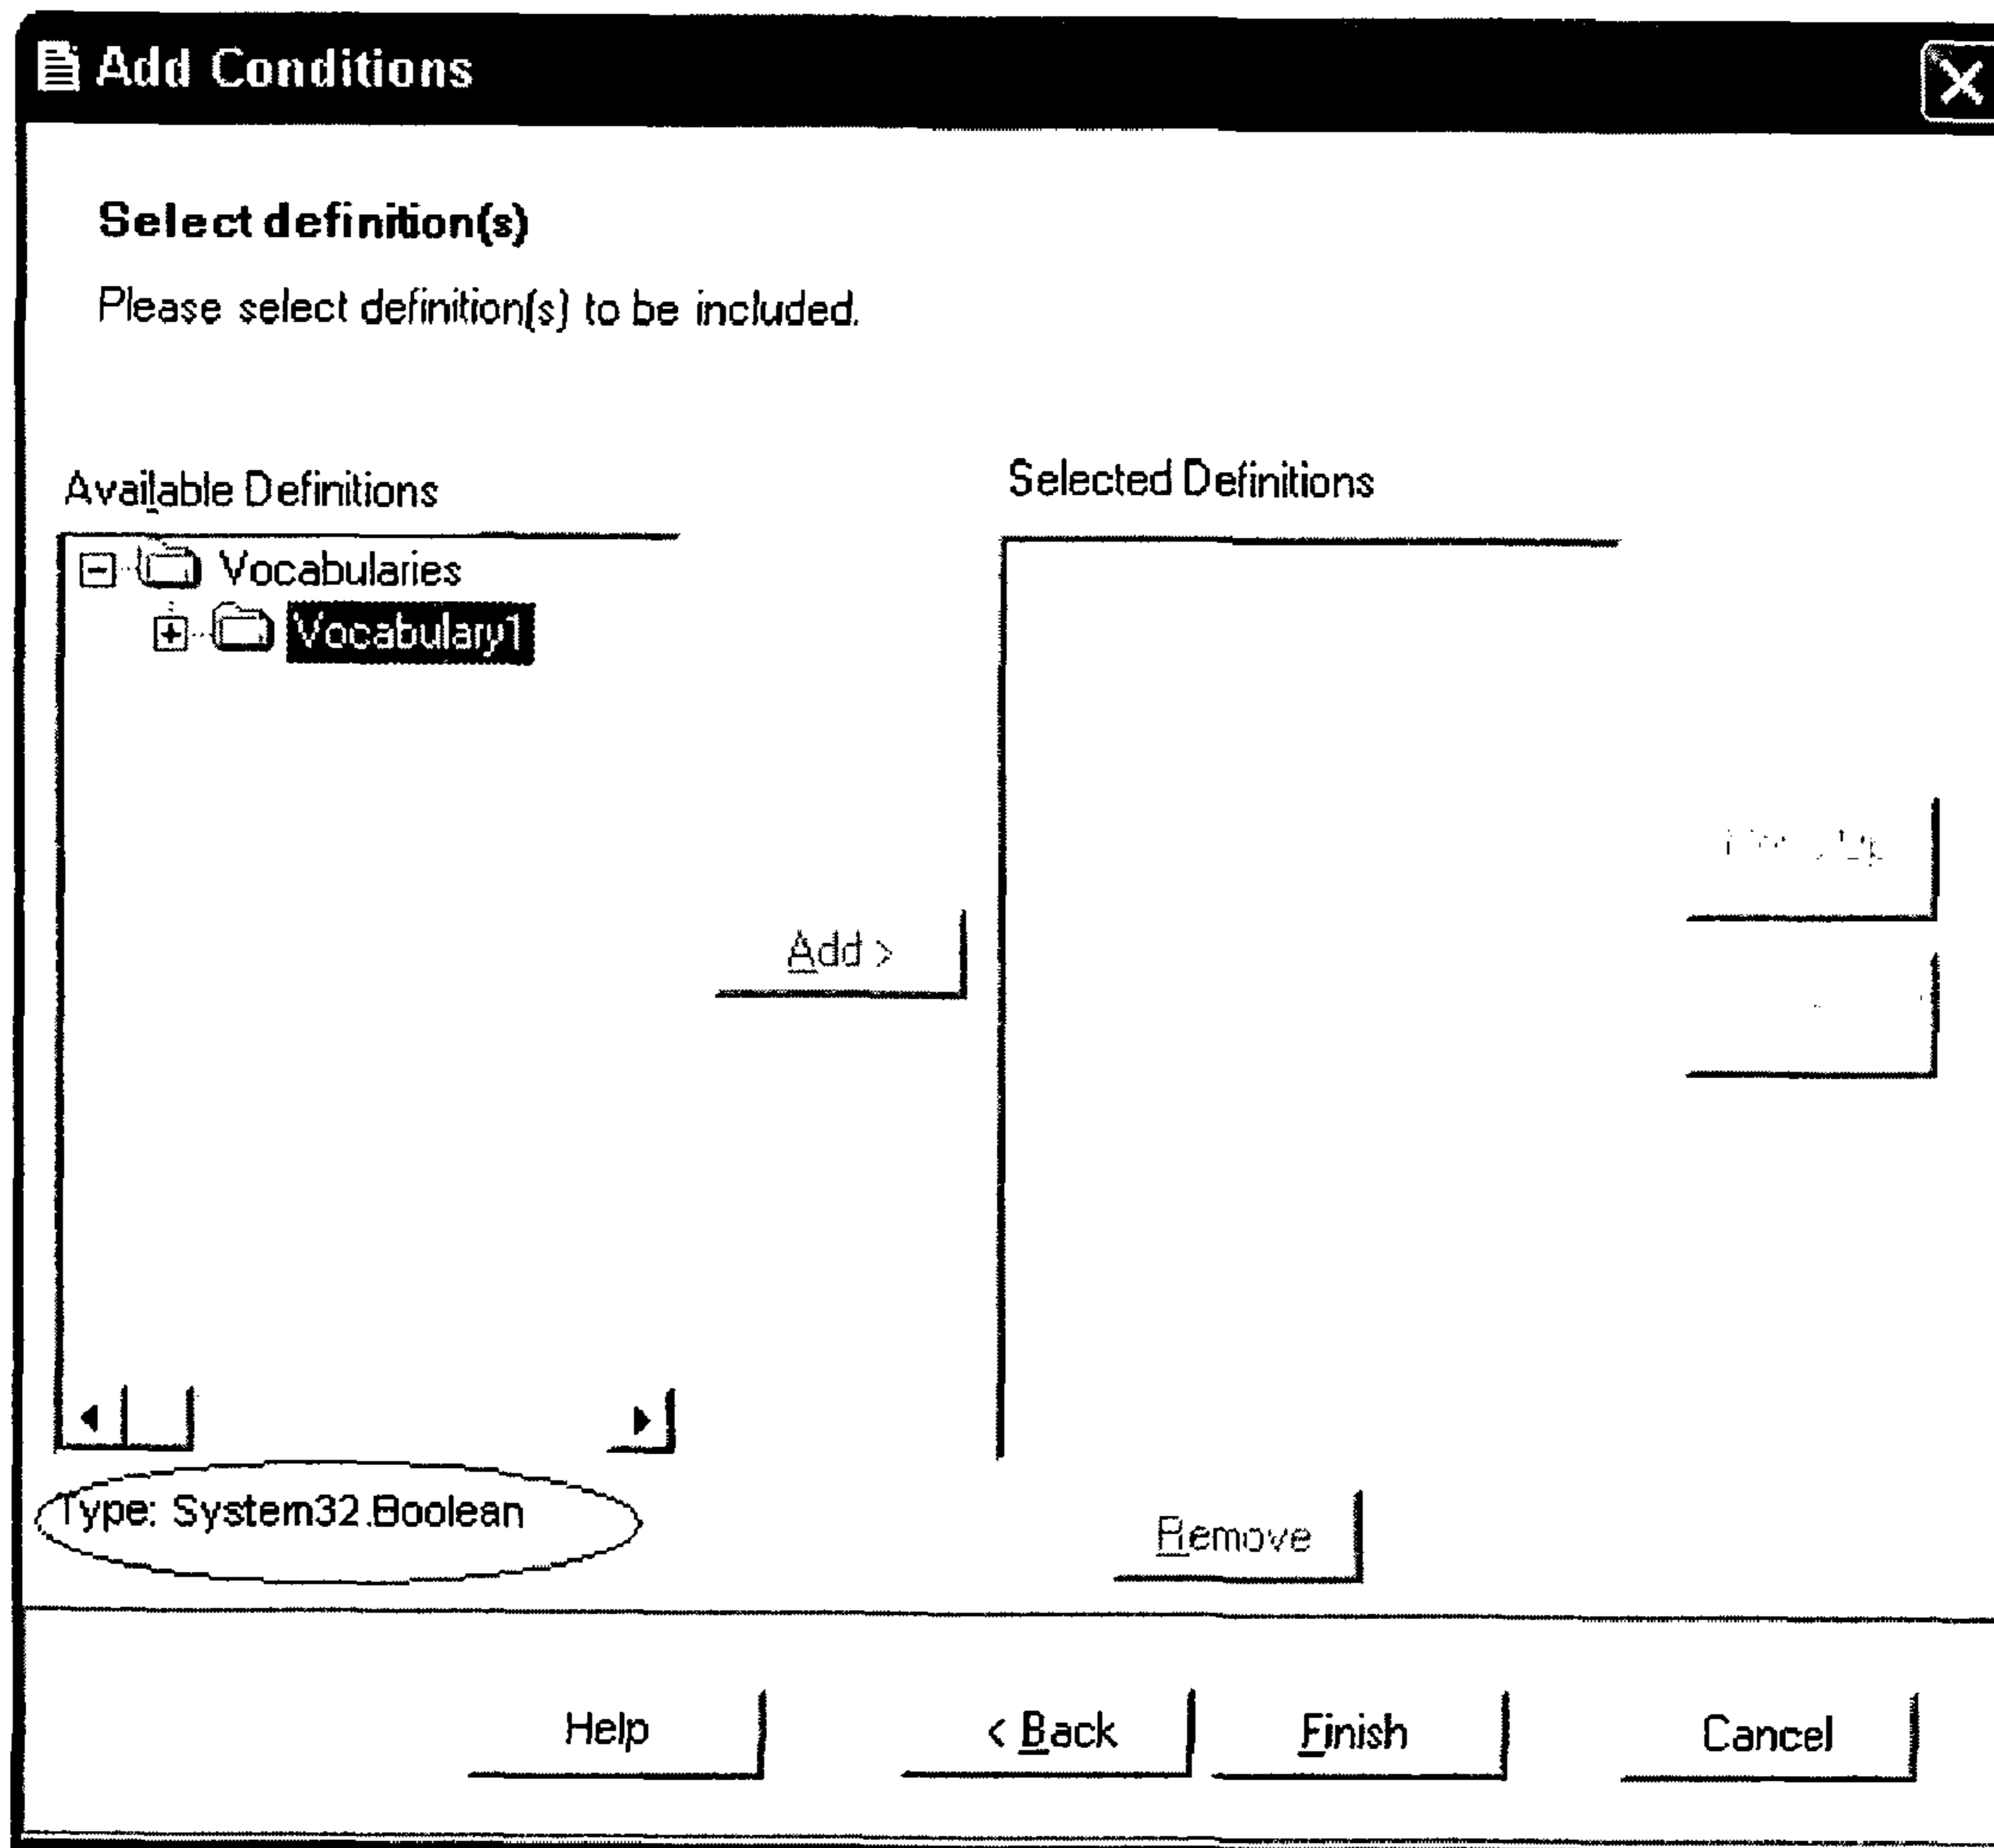 Add Conditions
Select definition(s)
Please select definition(s) to be included.
Available Definitions
Selected Definitions
Vocabularies
Vocabulary1
Add >
Type: System32.Boolean
Remove
Help
< Back
Finish
Cancel